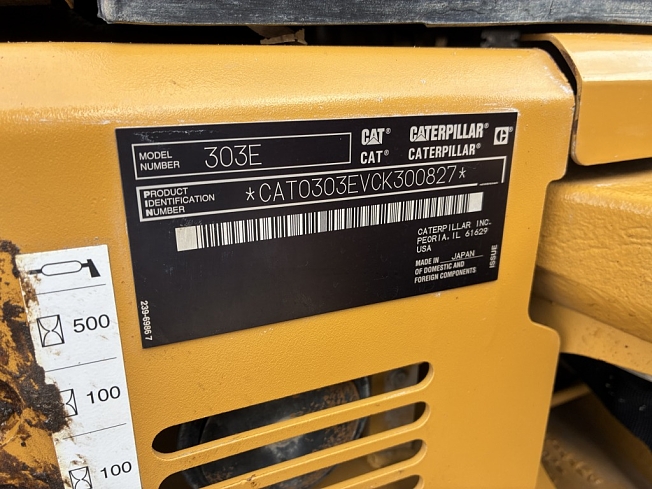 MODEL
NUMBER 303E
CAT® CATERPILLAR®
CAT® CATERPILLAR®
PRODUCT
IDENTIFICATION
NUMBER *CAT0303EVCK300827*
CATERPILLAR INC.
PEORIA, IL 61629
USA
MADE IN JAPAN
OF DOMESTIC AND
FOREIGN COMPONENTS
ISSUE
239-6986 7
500
100
100